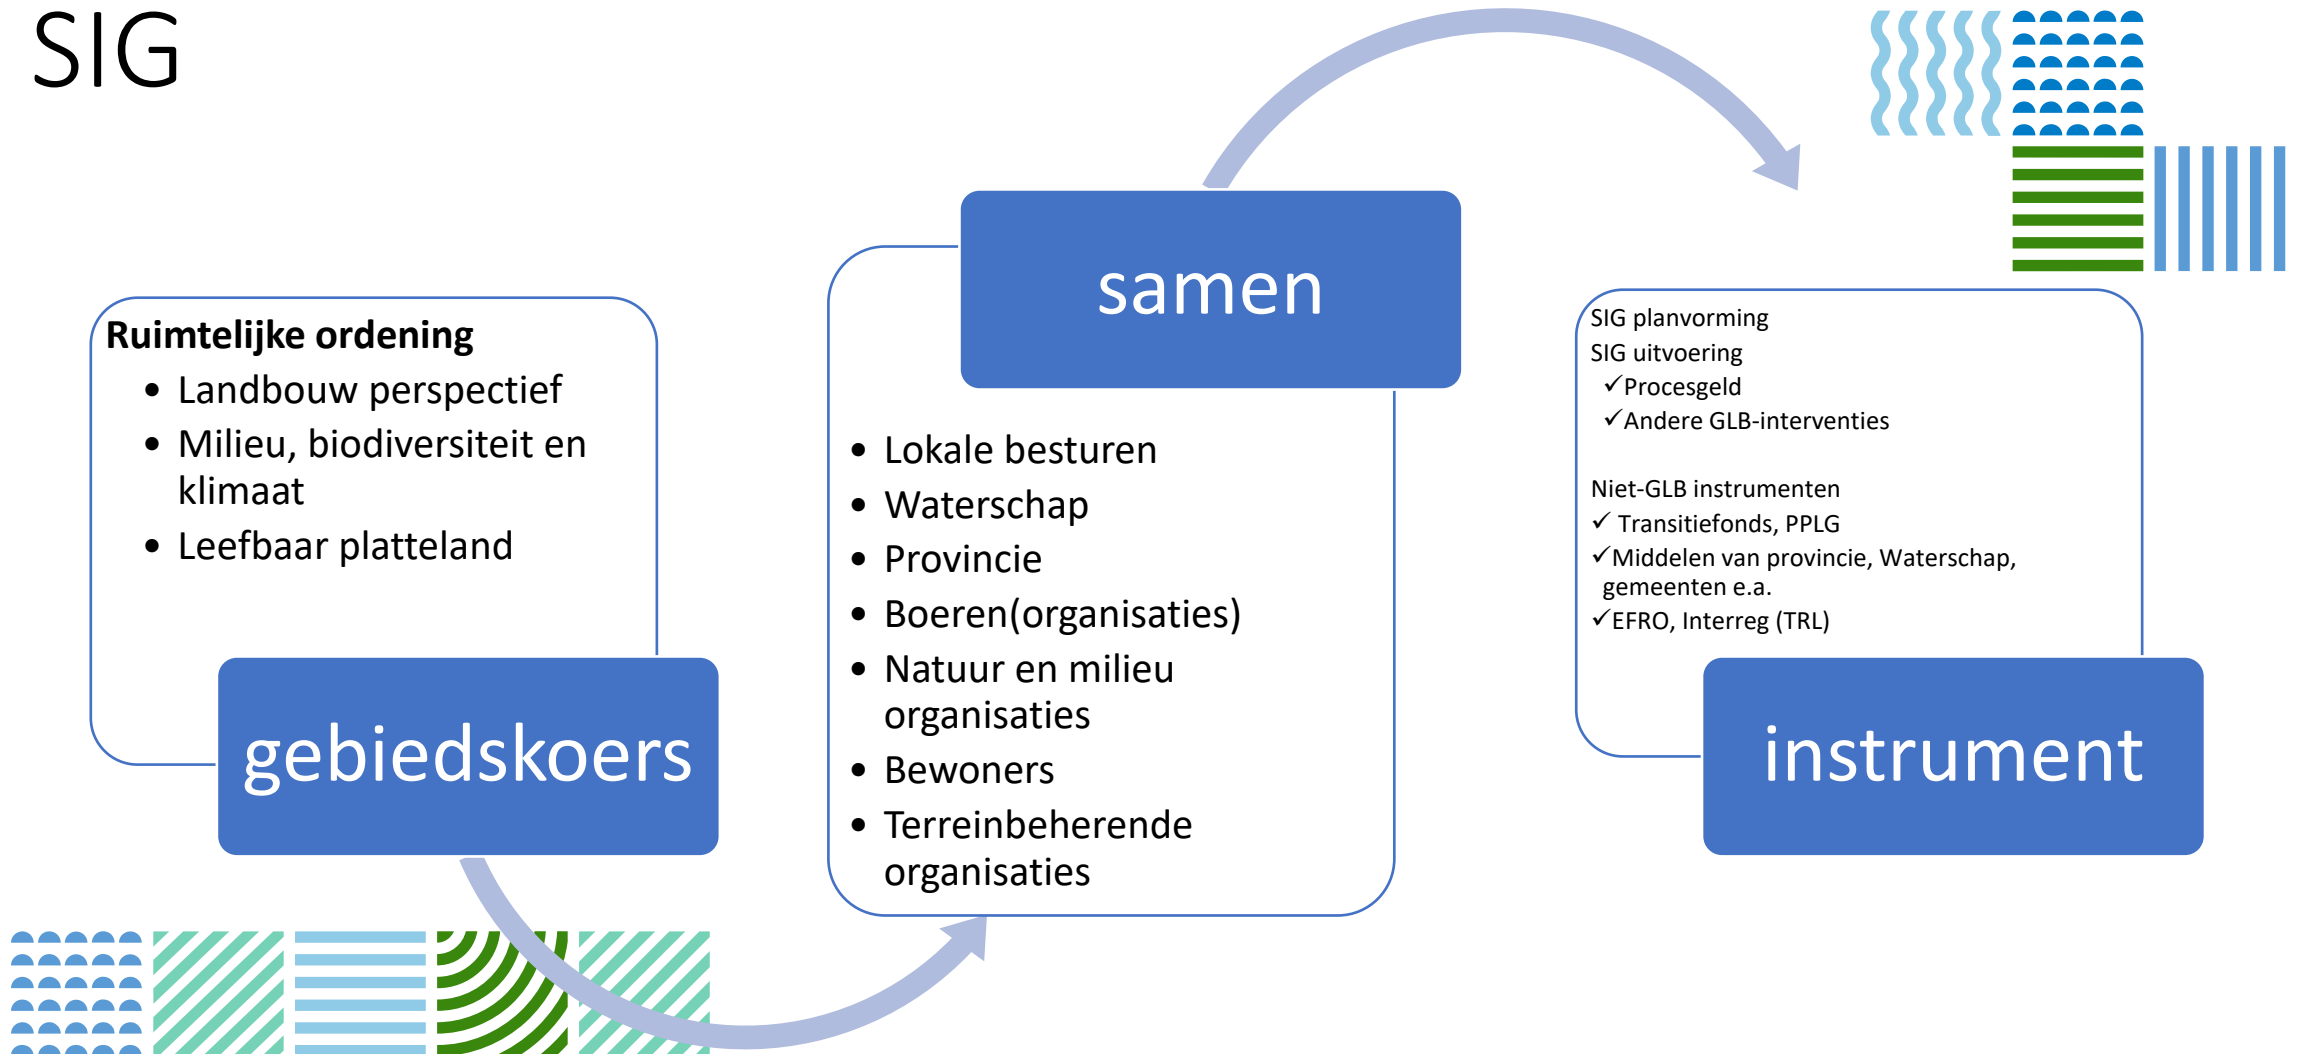 SIG
Ruimtelijke ordening
• Landbouw perspectief
• Milieu, biodiversiteit en
klimaat
• Leefbaar platteland
gebiedskoers
samen
• Lokale besturen
• Waterschap
• Provincie
• Boeren(organisaties)
• Natuur en milieu
organisaties
• Bewoners
• Terreinbeherende
organisaties
SIG planvorming
SIG uitvoering
✓Procesgeld
✓Andere GLB-interventies
Niet-GLB instrumenten
✓ Transitiefonds, PPLG
✓Middelen van provincie, Waterschap,
gemeenten e.a.
✓EFRO, Interreg (TRL)
instrument